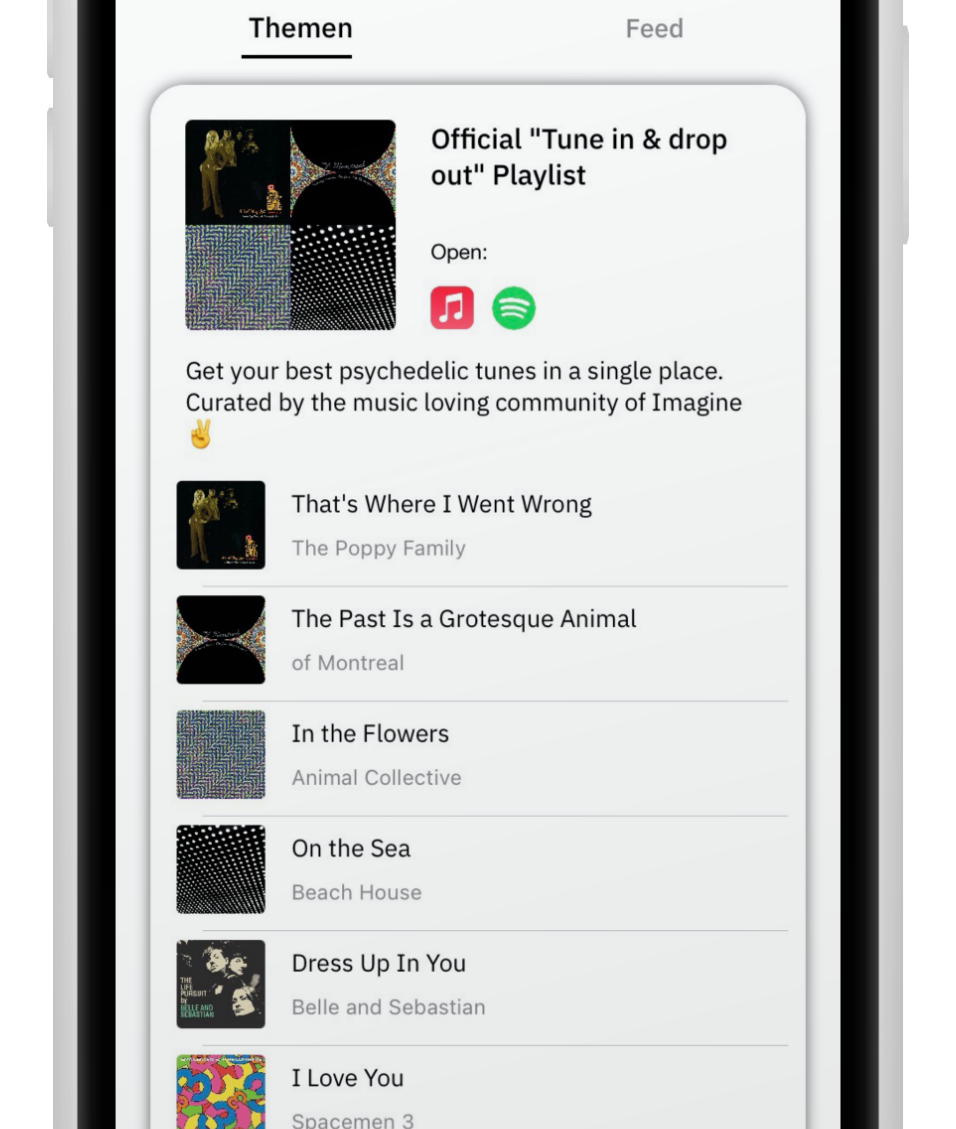 Themen
Feed
Official "Tune in & drop
out" Playlist
Open:
Get your best psychedelic tunes in a single place.
Curated by the music loving community of Imagine
✌️
That's Where I Went Wrong
The Poppy Family
The Past Is a Grotesque Animal
of Montreal
In the Flowers
Animal Collective
On the Sea
Beach House
THE
LIFE
PURSUIT
by
BELLE AND
SEBASTIAN
Dress Up In You
Belle and Sebastian
I Love You
Spacemen 3